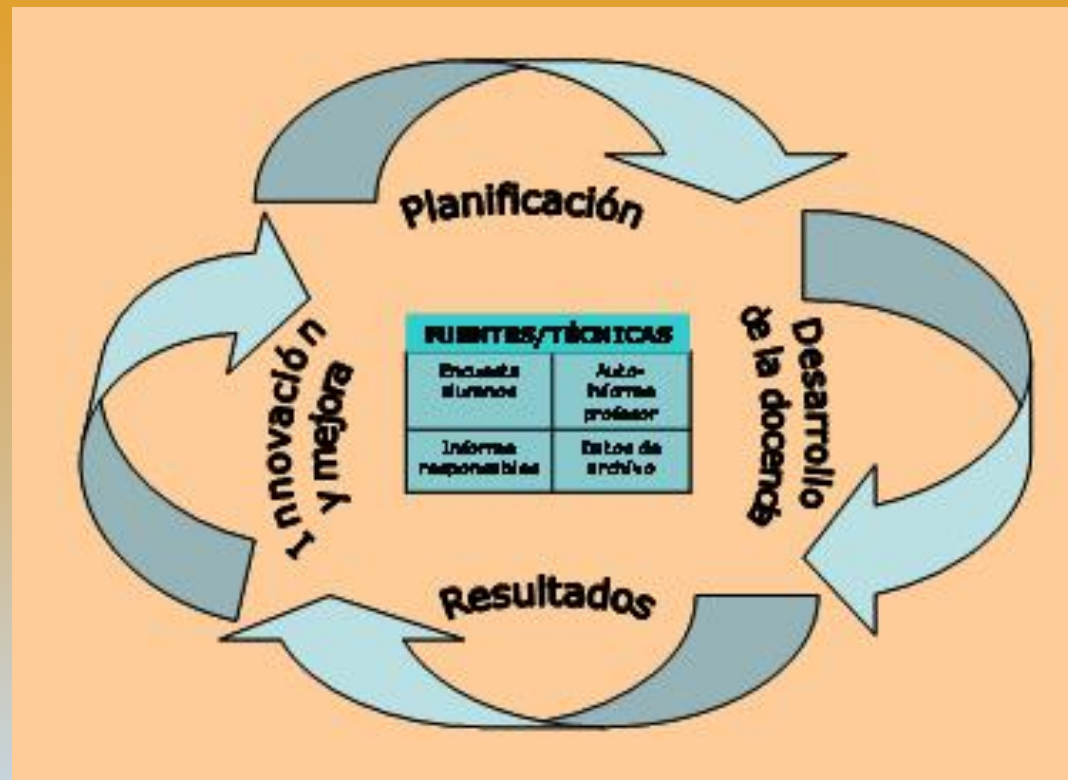 Planificación
Desarrollo
de la docencia
Resultados
Innovación
y mejora
FUENTES/TÉCNICAS
Encuesta
alumnos
Auto-
informe
profesor
Informe
responsables
Datos de
archivo